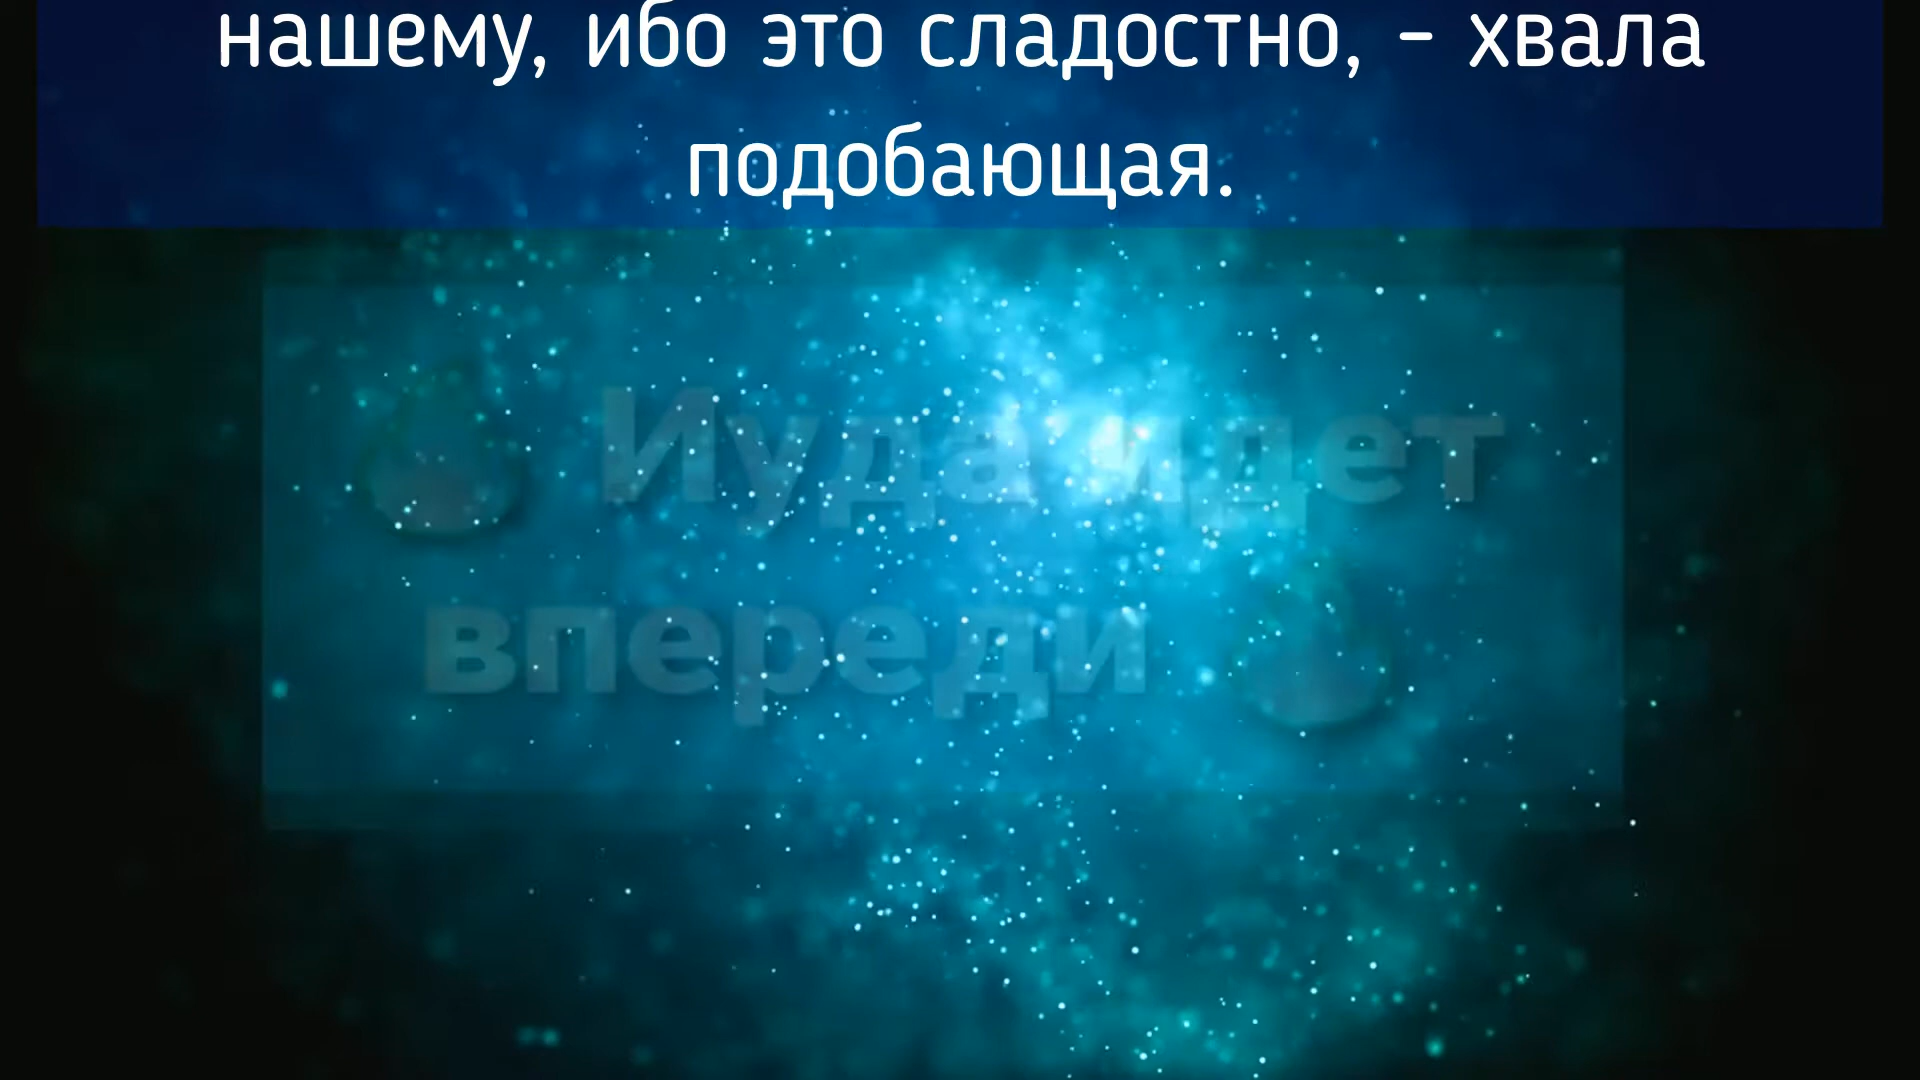 нашему, ибо это сладостно, - хвала
подобающая.
Иуда идет
впереди